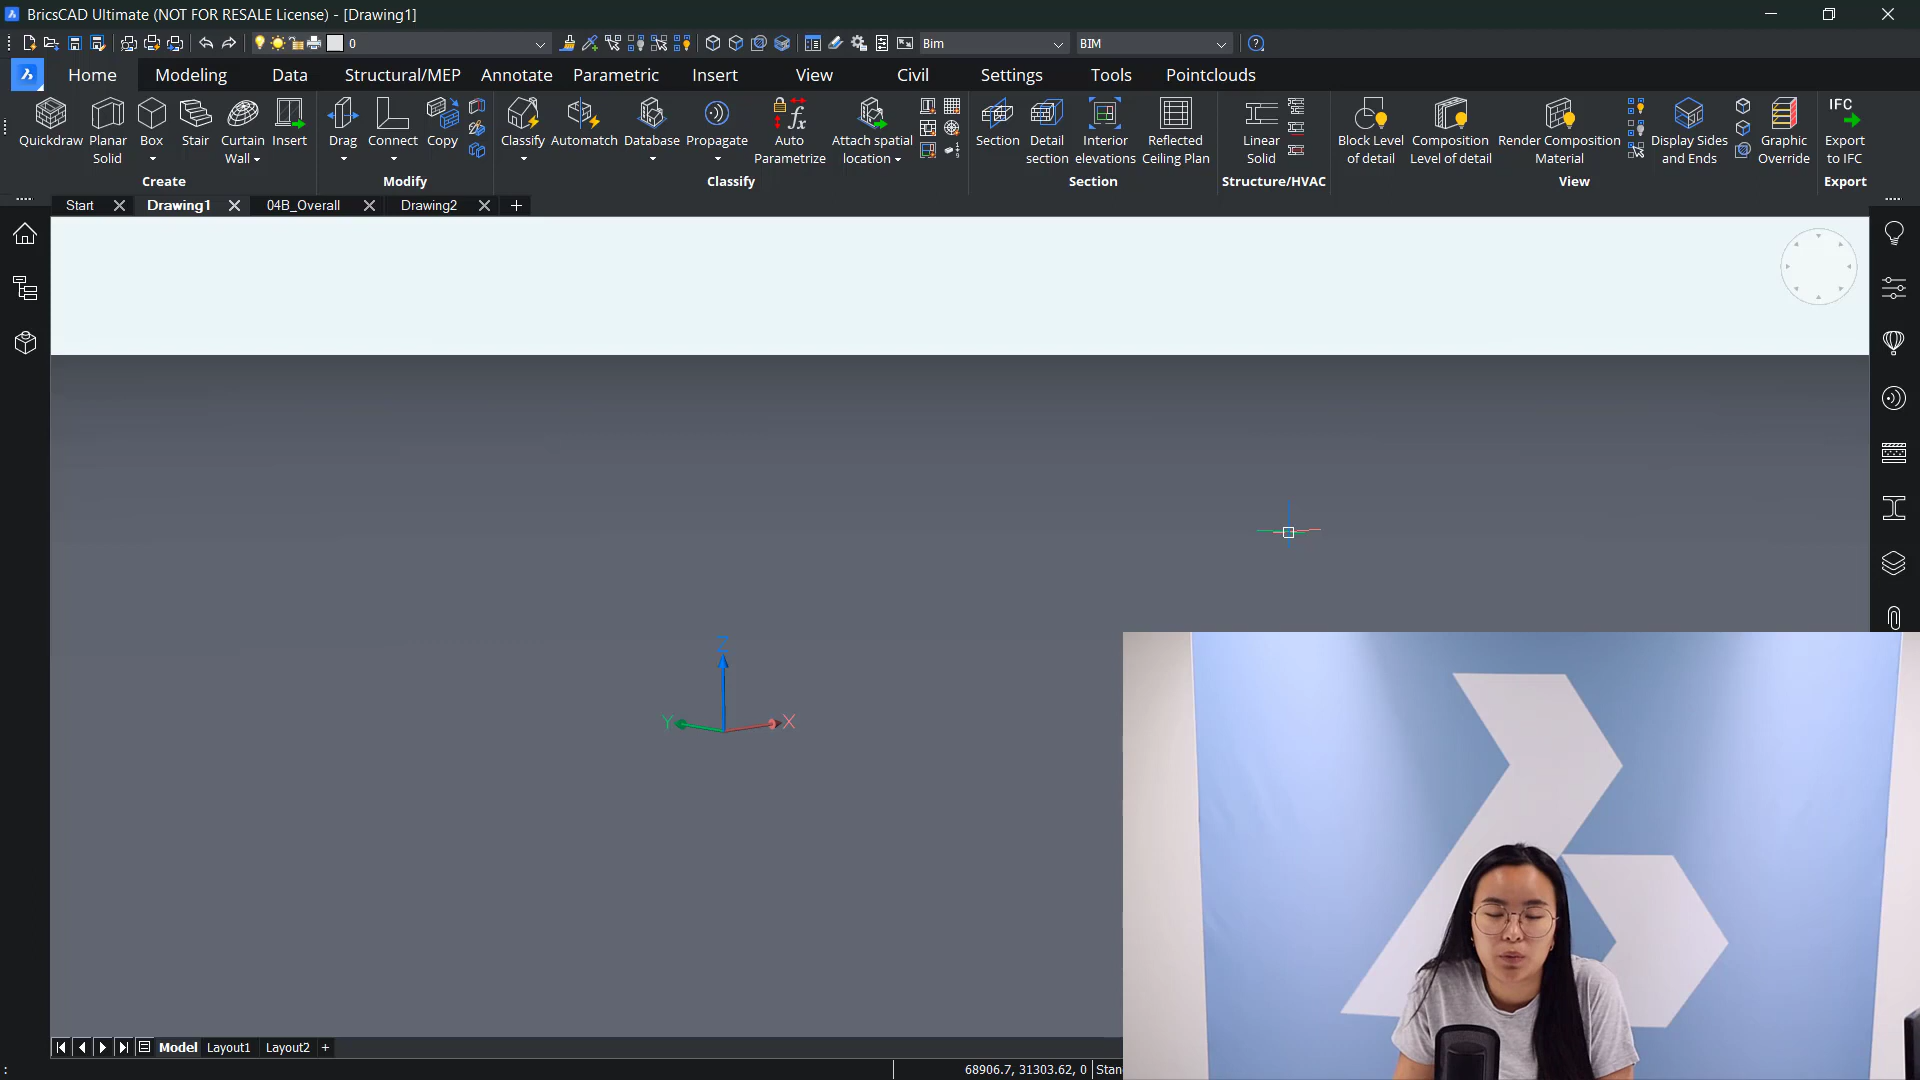 BricsCAD Ultimate (NOT FOR RESALE License) - [Drawing1]
0
Bim
BIM
Home Modeling Data Structural/MEP Annotate Parametric Insert View Civil Settings Tools Pointclouds
Quickdraw
Planar
Solid
Box
Stair
Curtain
Wall
Insert
Create
Drag
Connect
Copy
Modify
Classify
Automatch
Database
Propagate
Auto
Parametrize
Attach spatial
location
Classify
Section
Detail
section
Interior
elevations
Reflected
Ceiling Plan
Section
Linear
Solid
Structure/HVAC
Block Level
of detail
Composition
Level of detail
Render Composition
Material
Display Sides
and Ends
Graphic
Override
View
IFC
Export
to IFC
Export
Start Drawing1 04B_Overall Drawing2
Z
Y
X
Model Layout1 Layout2
:
68906.7, 31303.62, 0
Stan